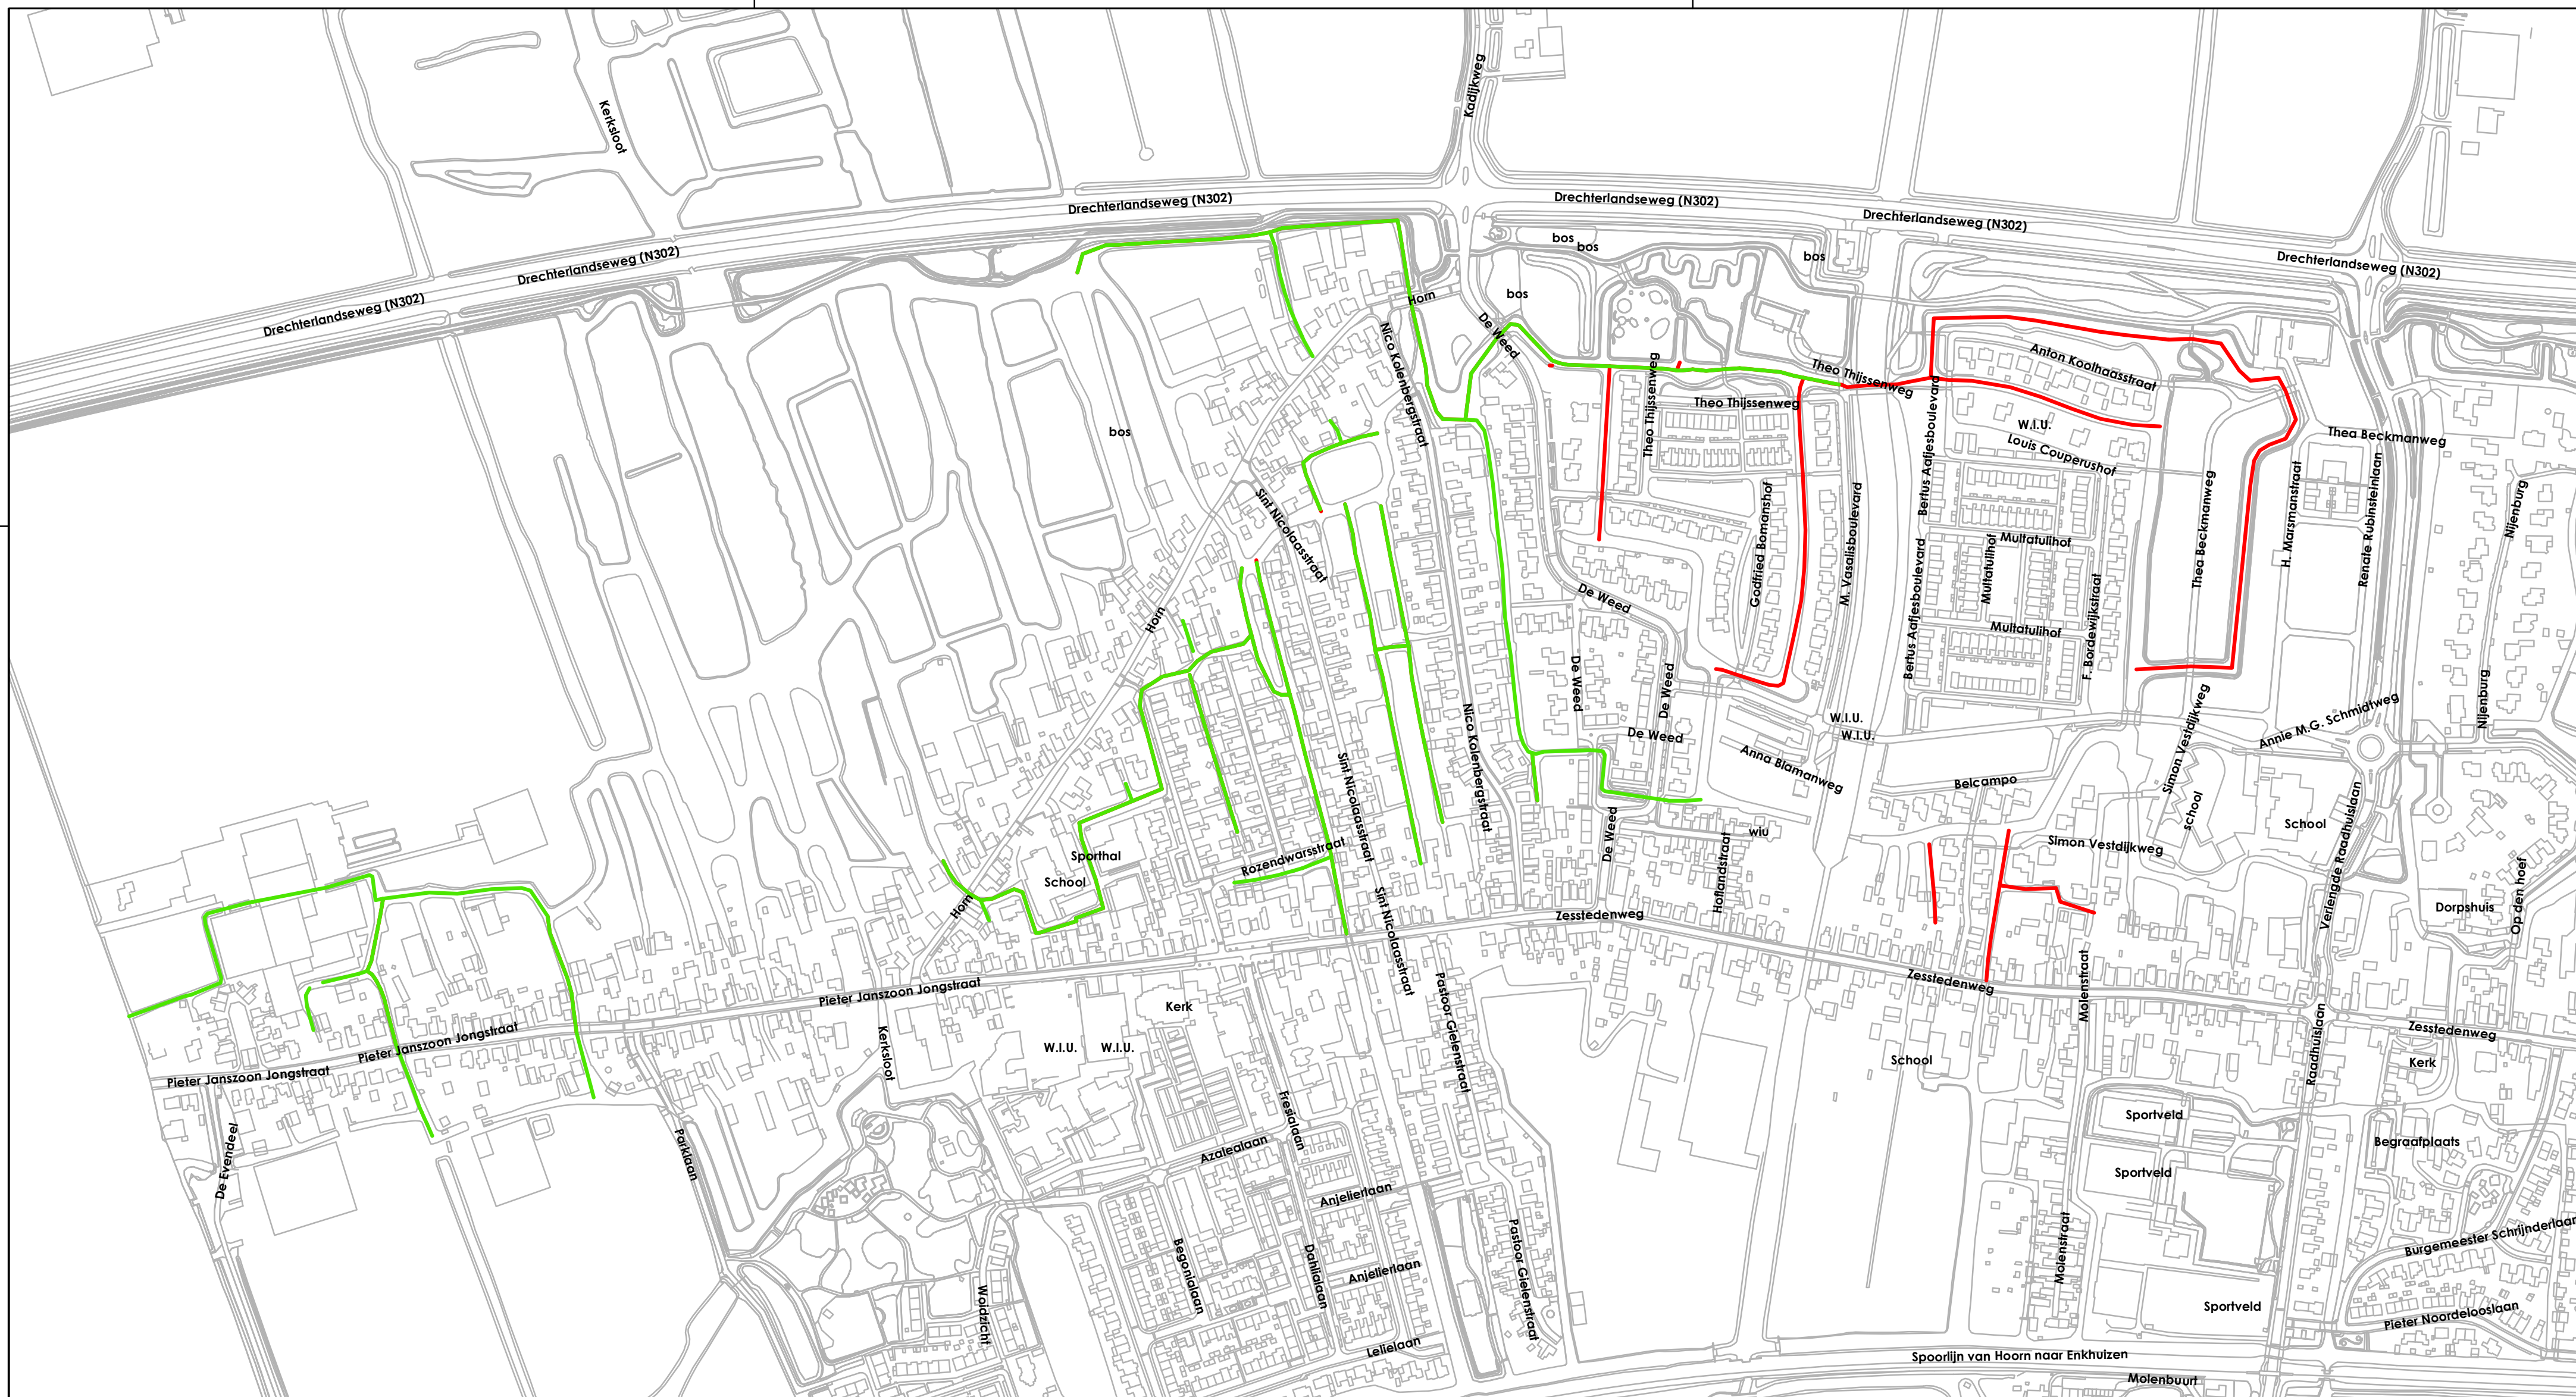 Kadijkweg
Kerksloot
Drechterlandseweg (N302)
Drechterlandseweg (N302)
Drechterlandseweg (N302)
Drechterlandseweg (N302)
Drechterlandseweg (N302)
Drechterlandseweg (N302)
bos
bos
bos
bos
Horn
De Weed
Nico Kolenbergstraat
Theo Thijssenweg
Theo Thijssenweg
Theo Thijssenweg
Anton Koolhaasstraat
W.I.U.
Louis Couperushof
Thea Beckmanweg
bos
Bertus Aafjesboulevard
Sint Nicolaasstraat
Godfried Bomanshof
M. Vasalisboulevard
Thea Beckmanweg
H. Marsmanstraat
Renate Rubinsteinlaan
Nijenburg
Multatulihof
Multatulihof
Multatulihof
Bertus Aafjesboulevard
F. Bordewijkstraat
De Weed
Horn
De Weed
De Weed
De Weed
Nijenburg
W.I.U.
W.I.U.
Nico Kolenbergstraat
Annie M.G. Schmidtweg
Simon Vestdijkweg
Anna Blamanweg
Belcampo
Sint Nicolaasstraat
De Weed
wiu
school
School
Simon Vestdijkweg
Verlengde Raadhuislaan
Rozendwarsstraat
Sporthal
School
Hoflandstraat
Horn
Zesstedenweg
Dorpshuis
Op den hoef
Sint Nicolaasstraat
Zesstedenweg
Molenstraat
Pieter Janszoon Jongstraat
Kerk
Pastoor Gielenstraat
Pieter Janszoon Jongstraat
Kerksloot
W.I.U.
W.I.U.
School
Zesstedenweg
Raadhuislaan
Kerk
Pieter Janszoon Jongstraat
Fresialaan
Sportveld
Begraafplaats
De Evendeel
Parklaan
Azalealaan
Sportveld
Anjelierlaan
Pastoor Gielenstraat
Molenstraat
Burgemeester Schrijnderlaan
Begonialaan
Dahlialaan
Anjelierlaan
Woidzicht
Sportveld
Pieter Noordelooslaan
Lelielaan
Spoorlijn van Hoorn naar Enkhuizen
Molenbuurt